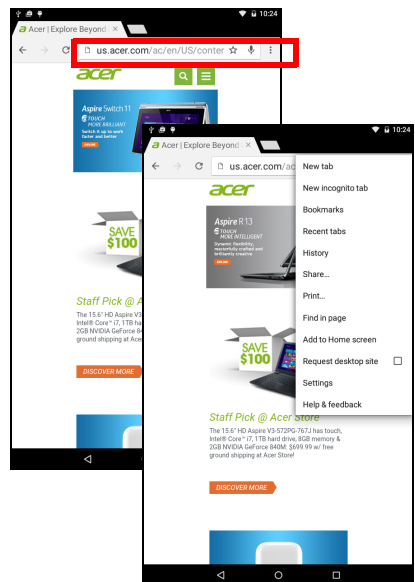 10:24
Acer | Explore Beyond
us.acer.com/ac/en/US/conter
acer
Aspire Switch 11
TOUCH
MORE BRILLIANT
Switch it up to work
faster and better
SAVE
$100
Staff Pick @ A
The 15.6" HD Aspire V3
Intel® Core™ i7, 1TB ha
2GB NVIDIA GeForce 84
ground shipping at Ace
DISCOVER MORE
10:24
Acer | Explore Beyond
us.acer.com/ac
acer
Aspire R 13
TOUCH
MORE INTELLIGENT
Dynamic, flexibility,
masterfully crafted and
brilliantly creative
SAVE
$100
Staff Pick @ Acer Store
The 15.6" HD Aspire V3-572PG-767J has touch,
Intel® Core™ i7, 1TB hard drive, 8GB memory &
2GB NVIDIA GeForce 840M: $699.99 w/ free
ground shipping at Acer Store!
DISCOVER MORE
New tab
New incognito tab
Bookmarks
Recent tabs
History
Share...
Print...
Find in page
Add to Home screen
Request desktop site
Settings
Help & feedback